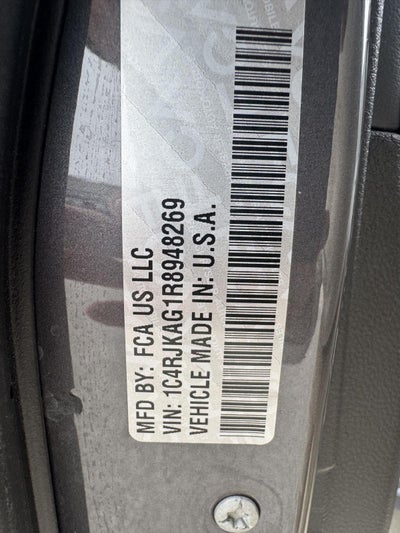 MFD BY: FCA US LLC
VIN: 1C4RJKAG1R8948269
VEHICLE MADE IN: U.S.A.